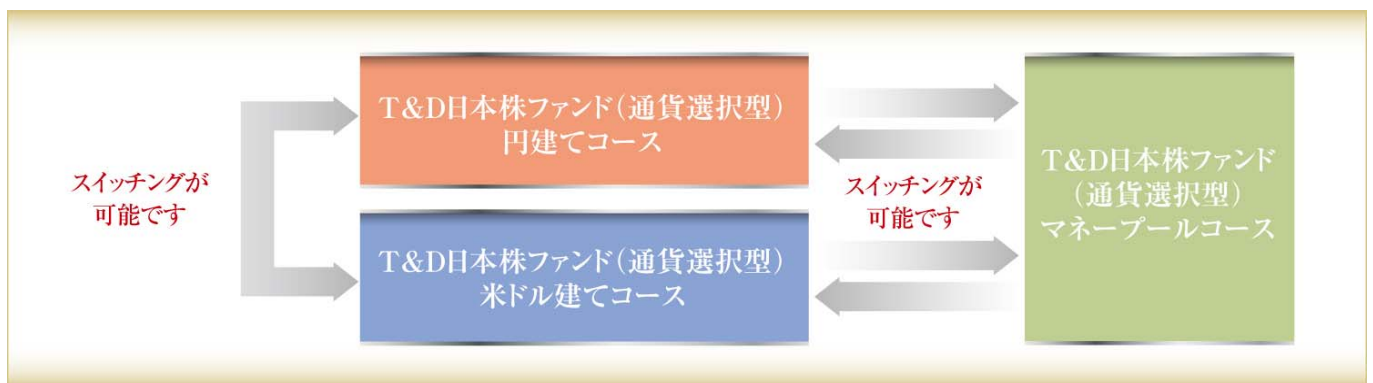 スイッチングが
可能です
T&D日本株ファンド(通貨選択型)
円建てコース
T&D日本株ファンド(通貨選択型)
米ドル建てコース
スイッチングが
可能です
T&D日本株ファンド
(通貨選択型)
マネープールコース